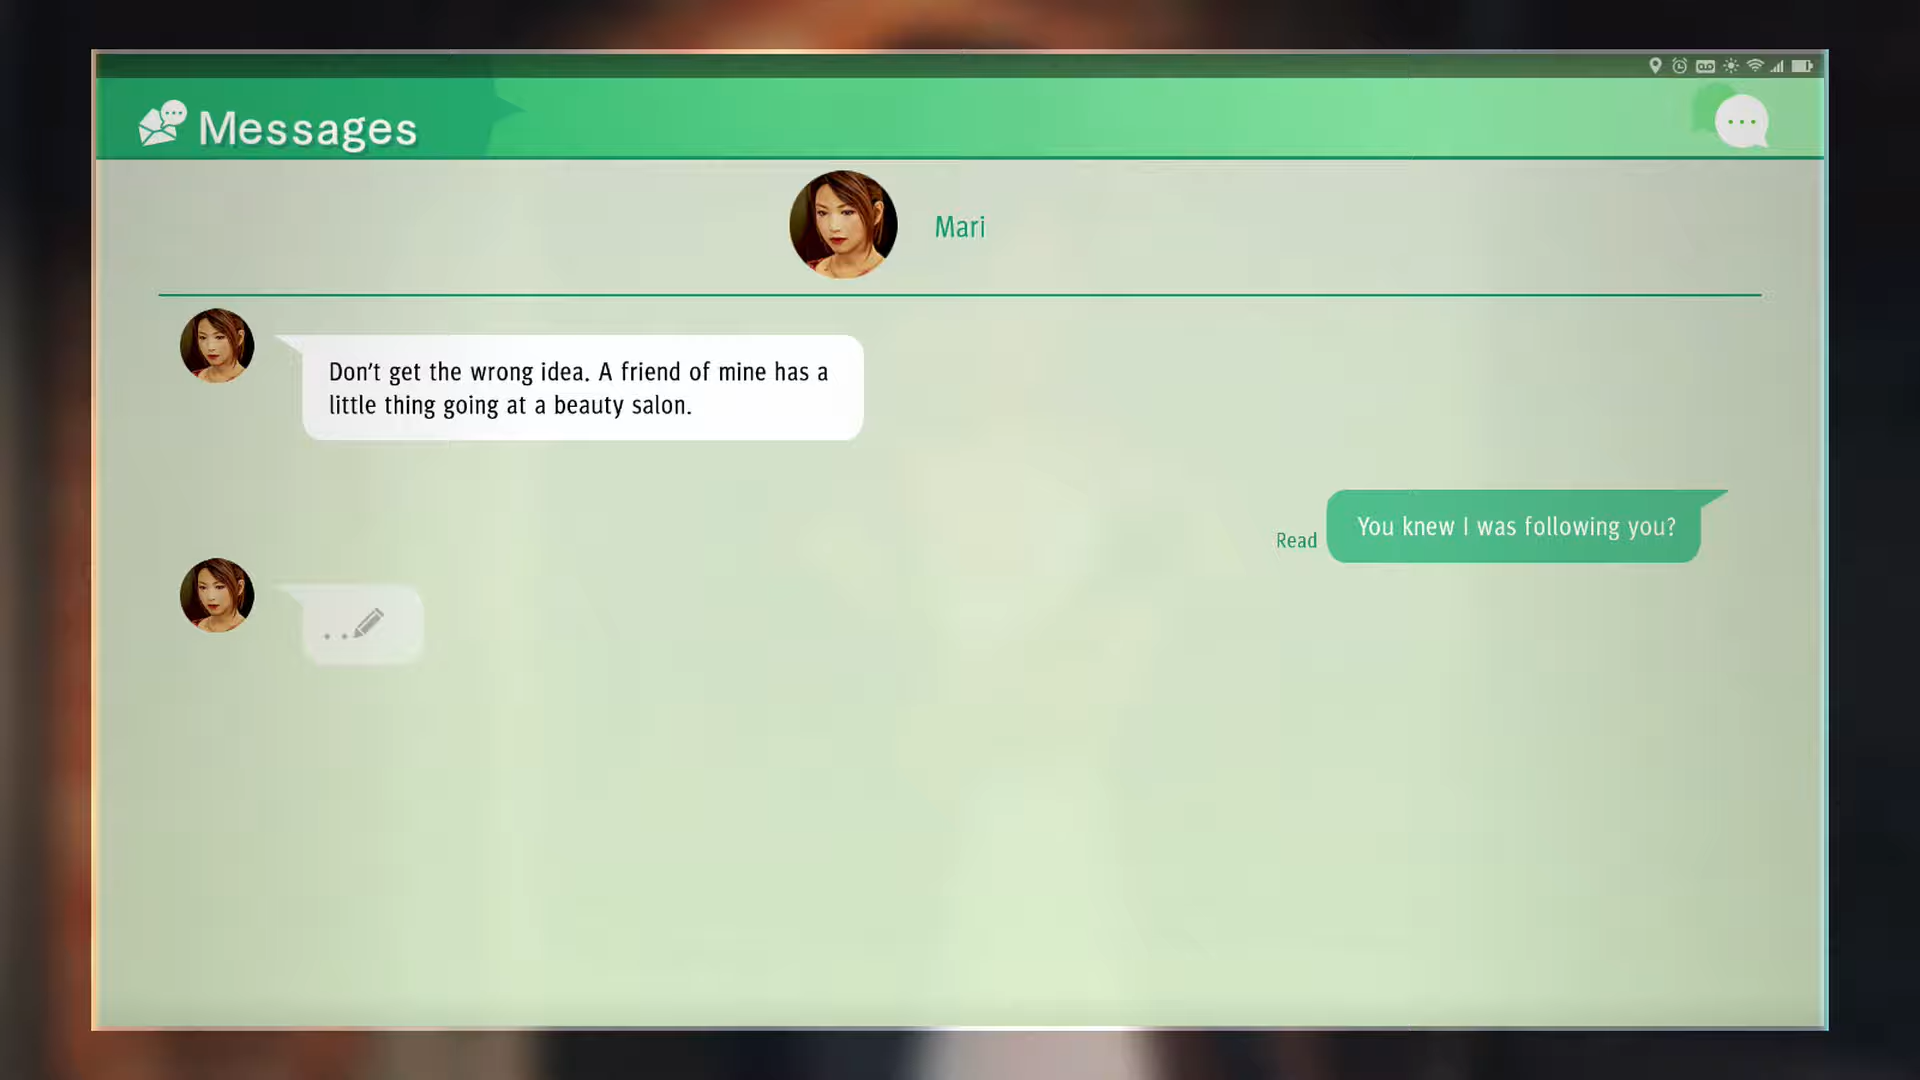 Messages
Mari
Don't get the wrong idea. A friend of mine has a
little thing going at a beauty salon.
You knew I was following you?
Read